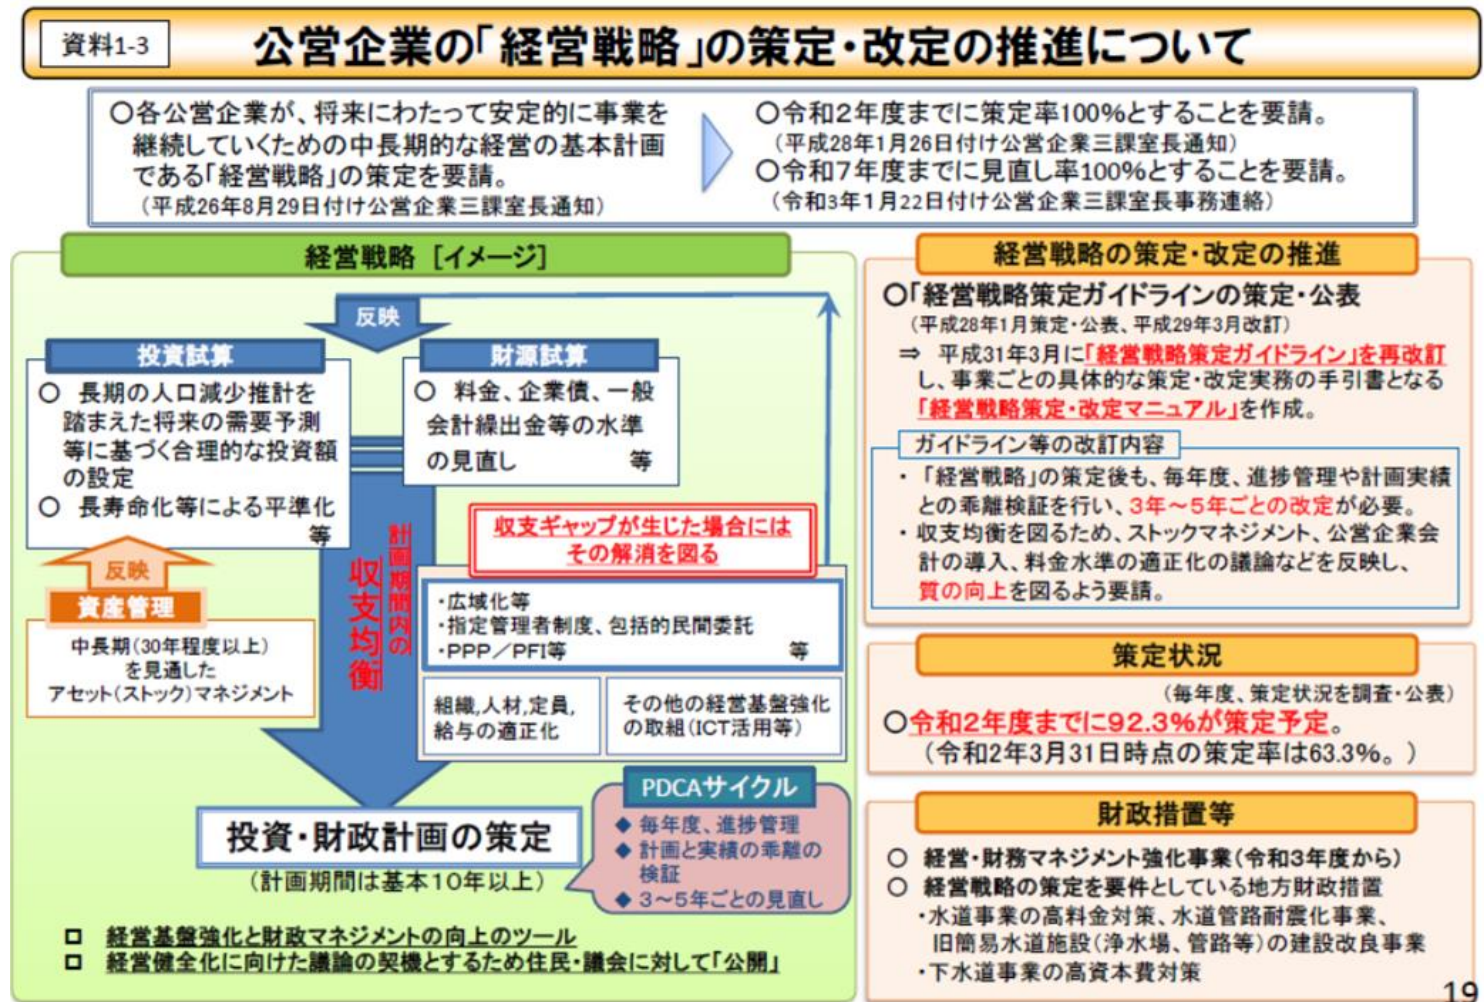 資料1-3
公営企業の「経営戦略」の策定・改定の推進について
○各公営企業が、将来にわたって安定的に事業を
継続していくための中長期的な経営の基本計画
である「経営戦略」の策定を要請。
(平成26年8月29日付け公営企業三課室長通知)
○令和2年度までに策定率100%とすることを要請。
(平成28年1月26日付け公営企業三課室長通知)
○令和7年度までに見直し率100%とすることを要請。
(令和3年1月22日付け公営企業三課室長事務連絡)
経営戦略 [イメージ]
反映
投資試算
○ 長期の人口減少推計を
踏まえた将来の需要予測
等に基づく合理的な投資額
の設定
○ 長寿命化等による平準化
等
財源試算
○ 料金、企業債、一般
会計繰出金等の水準
の見直し 等
反映
資産管理
中長期(30年程度以上)
を見通した
アセット(ストック)マネジメント
計画期間内の
収支均衡
収支ギャップが生じた場合には
その解消を図る
・広域化等
・指定管理者制度、包括的民間委託
・PPP/PFI等 等
組織,人材,定員,
給与の適正化
その他の経営基盤強化
の取組(ICT活用等)
投資・財政計画の策定
(計画期間は基本10年以上)
PDCAサイクル
◆ 毎年度、進捗管理
◆ 計画と実績の乖離の
検証
◆ 3~5年ごとの見直し
□ 経営基盤強化と財政マネジメントの向上のツール
□ 経営健全化に向けた議論の契機とするため住民・議会に対して「公開」
経営戦略の策定・改定の推進
○「経営戦略策定ガイドラインの策定・公表
(平成28年1月策定・公表、平成29年3月改訂)
⇒ 平成31年3月に「経営戦略策定ガイドライン」を再改訂
し、事業ごとの具体的な策定・改定実務の手引書となる
「経営戦略策定・改定マニュアル」を作成。
ガイドライン等の改訂内容
・「経営戦略」の策定後も、毎年度、進捗管理や計画実績
との乖離検証を行い、3年~5年ごとの改定が必要。
・収支均衡を図るため、ストックマネジメント、公営企業会
計の導入、料金水準の適正化の議論などを反映し、
質の向上を図るよう要請。
策定状況
(毎年度、策定状況を調査・公表)
○令和2年度までに92.3%が策定予定。
(令和2年3月31日時点の策定率は63.3%。)
財政措置等
○ 経営・財務マネジメント強化事業(令和3年度から)
○ 経営戦略の策定を要件としている地方財政措置
・水道事業の高料金対策、水道管路耐震化事業、
旧簡易水道施設(浄水場、管路等)の建設改良事業
・下水道事業の高資本費対策
19